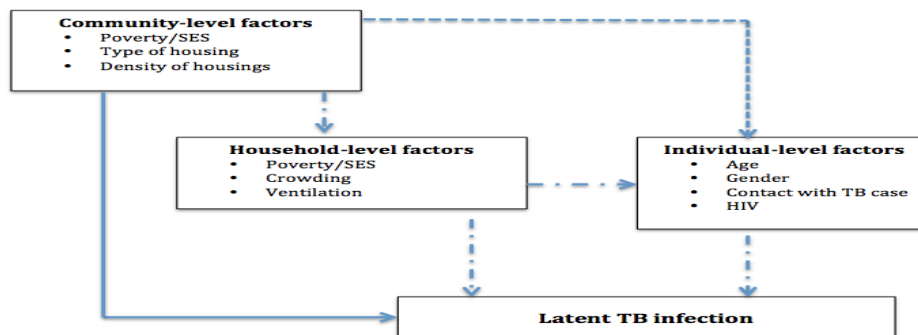 Community-level factors
• Poverty/SES
• Type of housing
• Density of housings
Household-level factors
• Poverty/SES
• Crowding
• Ventilation
Individual-level factors
• Age
• Gender
• Contact with TB case
• HIV
Latent TB infection